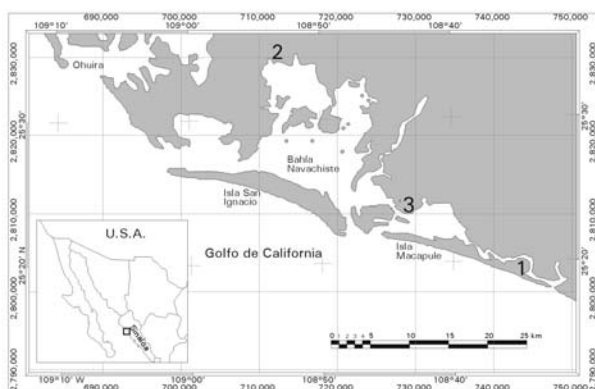 109°10'
109°00'
108°50'
108°40'
690,000
700,000
710,000
720,000
730,000
740,000
750,000
2,830,000
2,820,000
2,810,000
2,800,000
2,790,000
25°30'
25°20' N
2
Ohuira
Bahía
Navachiste
Isla San
Ignacio
3
Isla
Macapule
1
Golfo de California
U.S.A.
Sinaloa
0 1 2 3 4 5 10 15 20 25 km
2,830,000
2,820,000
2,810,000
2,800,000
2,790,000
25°30'
25°20'
109°10' W
109°00'
108°50'
108°40'
690,000
700,000
710,000
720,000
730,000
740,000
750,000